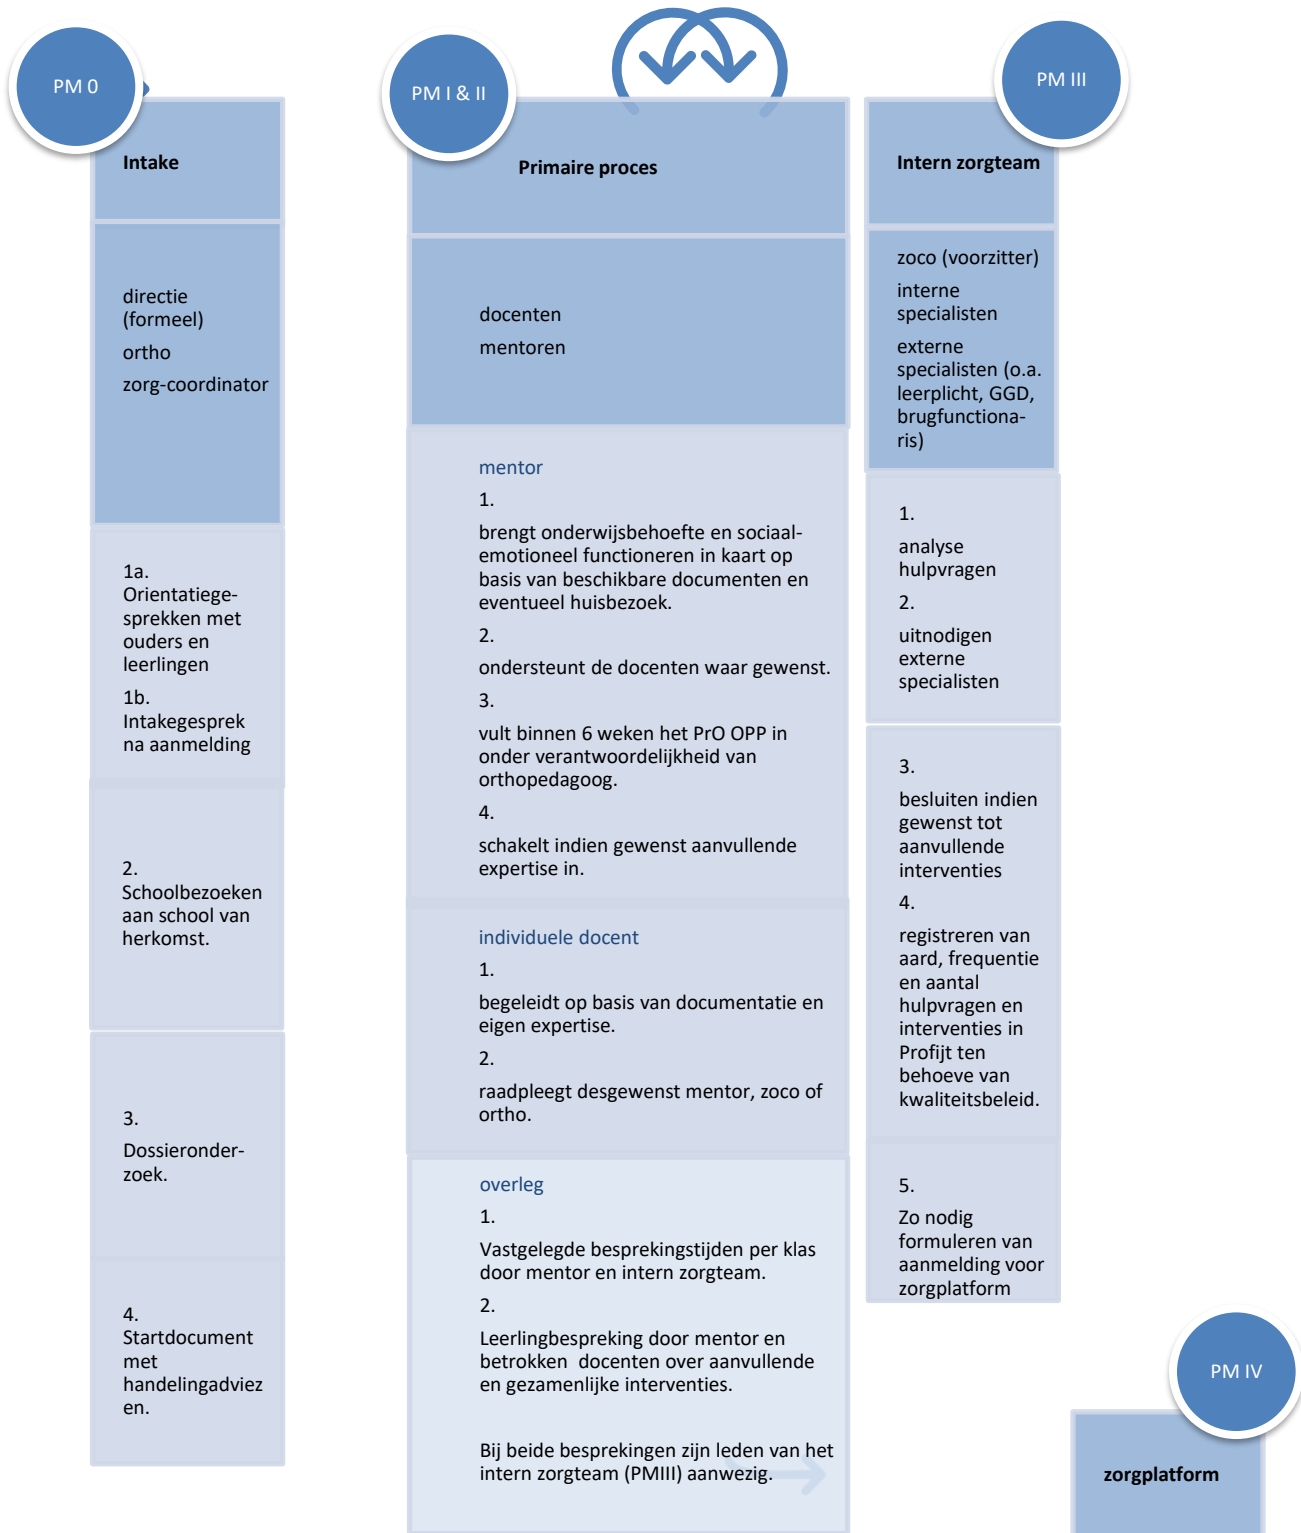 PM 0
Intake
directie
(formeel)
ortho
zorg-coordinator
1a.
Orientatiege-
sprekken met
ouders en
leerlingen
1b.
Intakegesprek
na aanmelding
2.
Schoolbezoeken
aan school van
herkomst.
3.
Dossieronder-
zoek.
4.
Startdocument
met
handelingadviez
en.
PM I & II
Primaire proces
docenten
mentoren
mentor
1.
brengt onderwijsbehoefte en sociaal-
emotioneel functioneren in kaart op
basis van beschikbare documenten en
eventueel huisbezoek.
2.
ondersteunt de docenten waar gewenst.
3.
vult binnen 6 weken het PrO OPP in
onder verantwoordelijkheid van
orthopedagoog.
4.
schakelt indien gewenst aanvullende
expertise in.
individuele docent
1.
begeleidt op basis van documentatie en
eigen expertise.
2.
raadpleegt desgewenst mentor, zoco of
ortho.
overleg
1.
Vastgelegde besprekingstijden per klas
door mentor en intern zorgteam.
2.
Leerlingbespreking door mentor en
betrokken  docenten over aanvullende
en gezamenlijke interventies.
Bij beide besprekingen zijn leden van het
intern zorgteam (PMIII) aanwezig.
PM III
Intern zorgteam
zoco (voorzitter)
interne
specialisten
externe
specialisten (o.a.
leerplicht, GGD,
brugfunctiona-
ris)
1.
analyse
hulpvragen
2.
uitnodigen
externe
specialisten
3.
besluiten indien
gewenst tot
aanvullende
interventies
4.
registreren van
aard, frequentie
en aantal
hulpvragen en
interventies in
Profijt ten
behoeve van
kwaliteitsbeleid.
5.
Zo nodig
formuleren van
aanmelding voor
zorgplatform
PM IV
zorgplatform